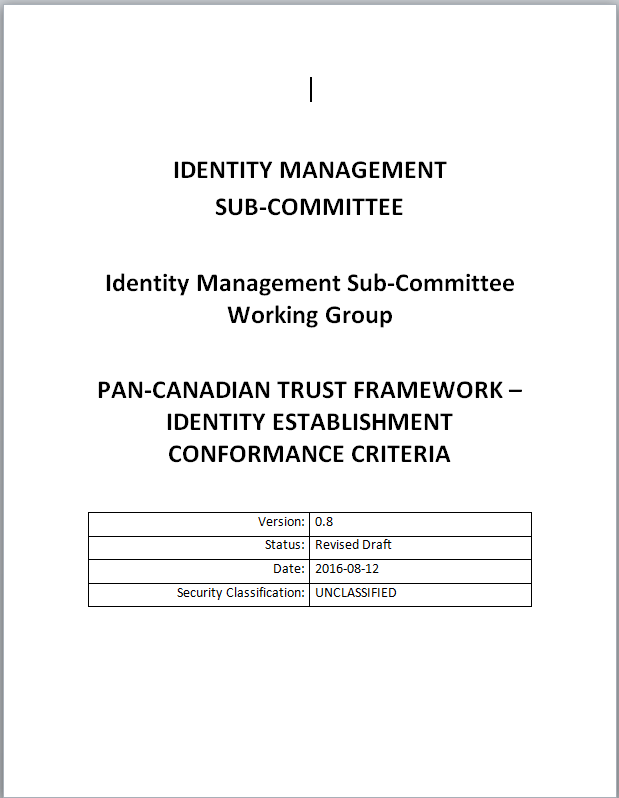 IDENTITY MANAGEMENT
SUB-COMMITTEE
Identity Management Sub-Committee
Working Group
PAN-CANADIAN TRUST FRAMEWORK –
IDENTITY ESTABLISHMENT
CONFORMANCE CRITERIA
Version: 0.8
Status: Revised Draft
Date: 2016-08-12
Security Classification: UNCLASSIFIED